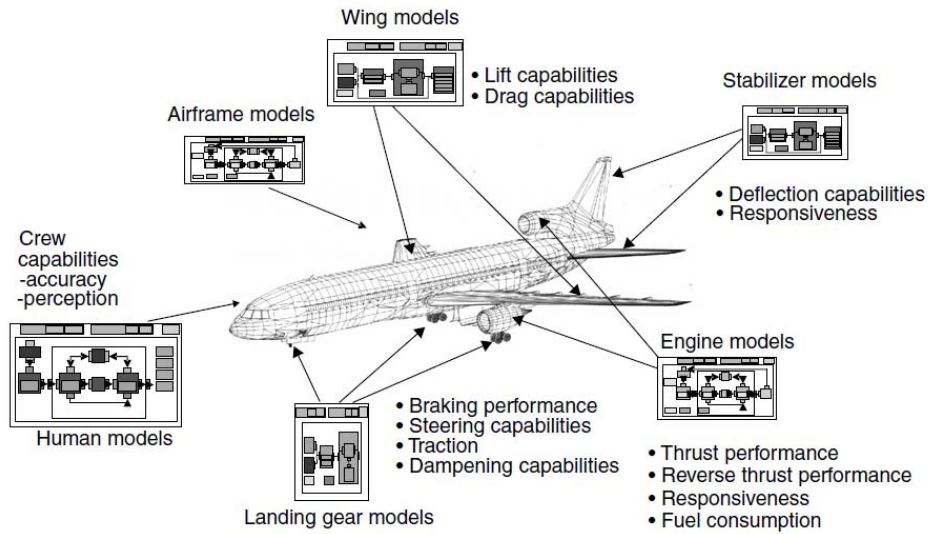 Wing models
• Lift capabilities
• Drag capabilities
Stabilizer models
• Deflection capabilities
• Responsiveness
Airframe models
Crew
capabilities
-accuracy
-perception
Human models
Landing gear models
• Braking performance
• Steering capabilities
• Traction
• Dampening capabilities
Engine models
• Thrust performance
• Reverse thrust performance
• Responsiveness
• Fuel consumption